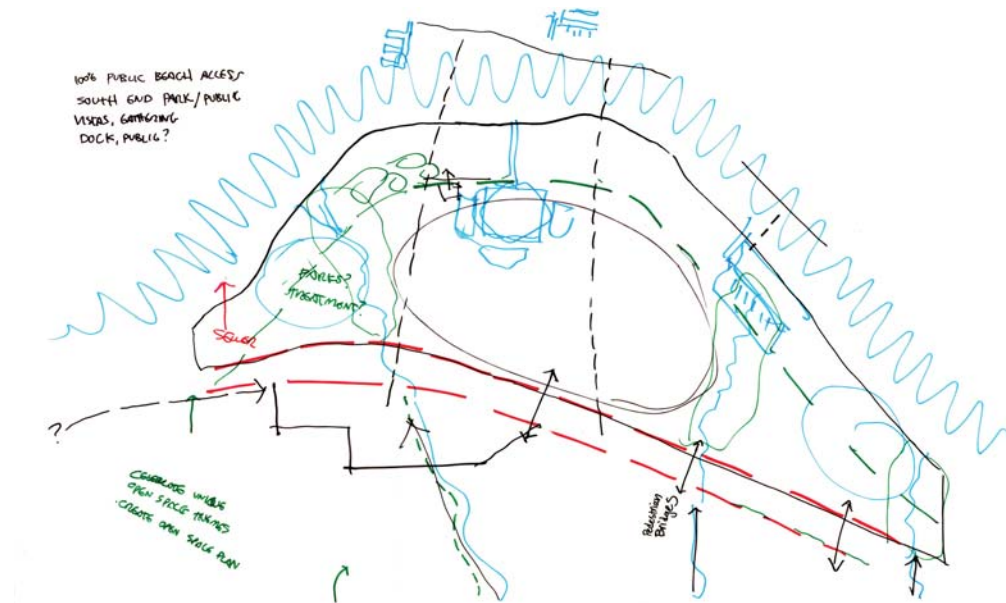 100% PUBLIC BEACH ACCESS
SOUTH END PARK/PUBLIC
VISTAS, GATHERING
DOCK, PUBLIC?
PARKS?
TREATMENT?
SEWER
?
CELEBRATE UNIQUE
OPEN SPACE THEMES
. CREATE OPEN SPACE PLAN
Pedestrian
Bridges